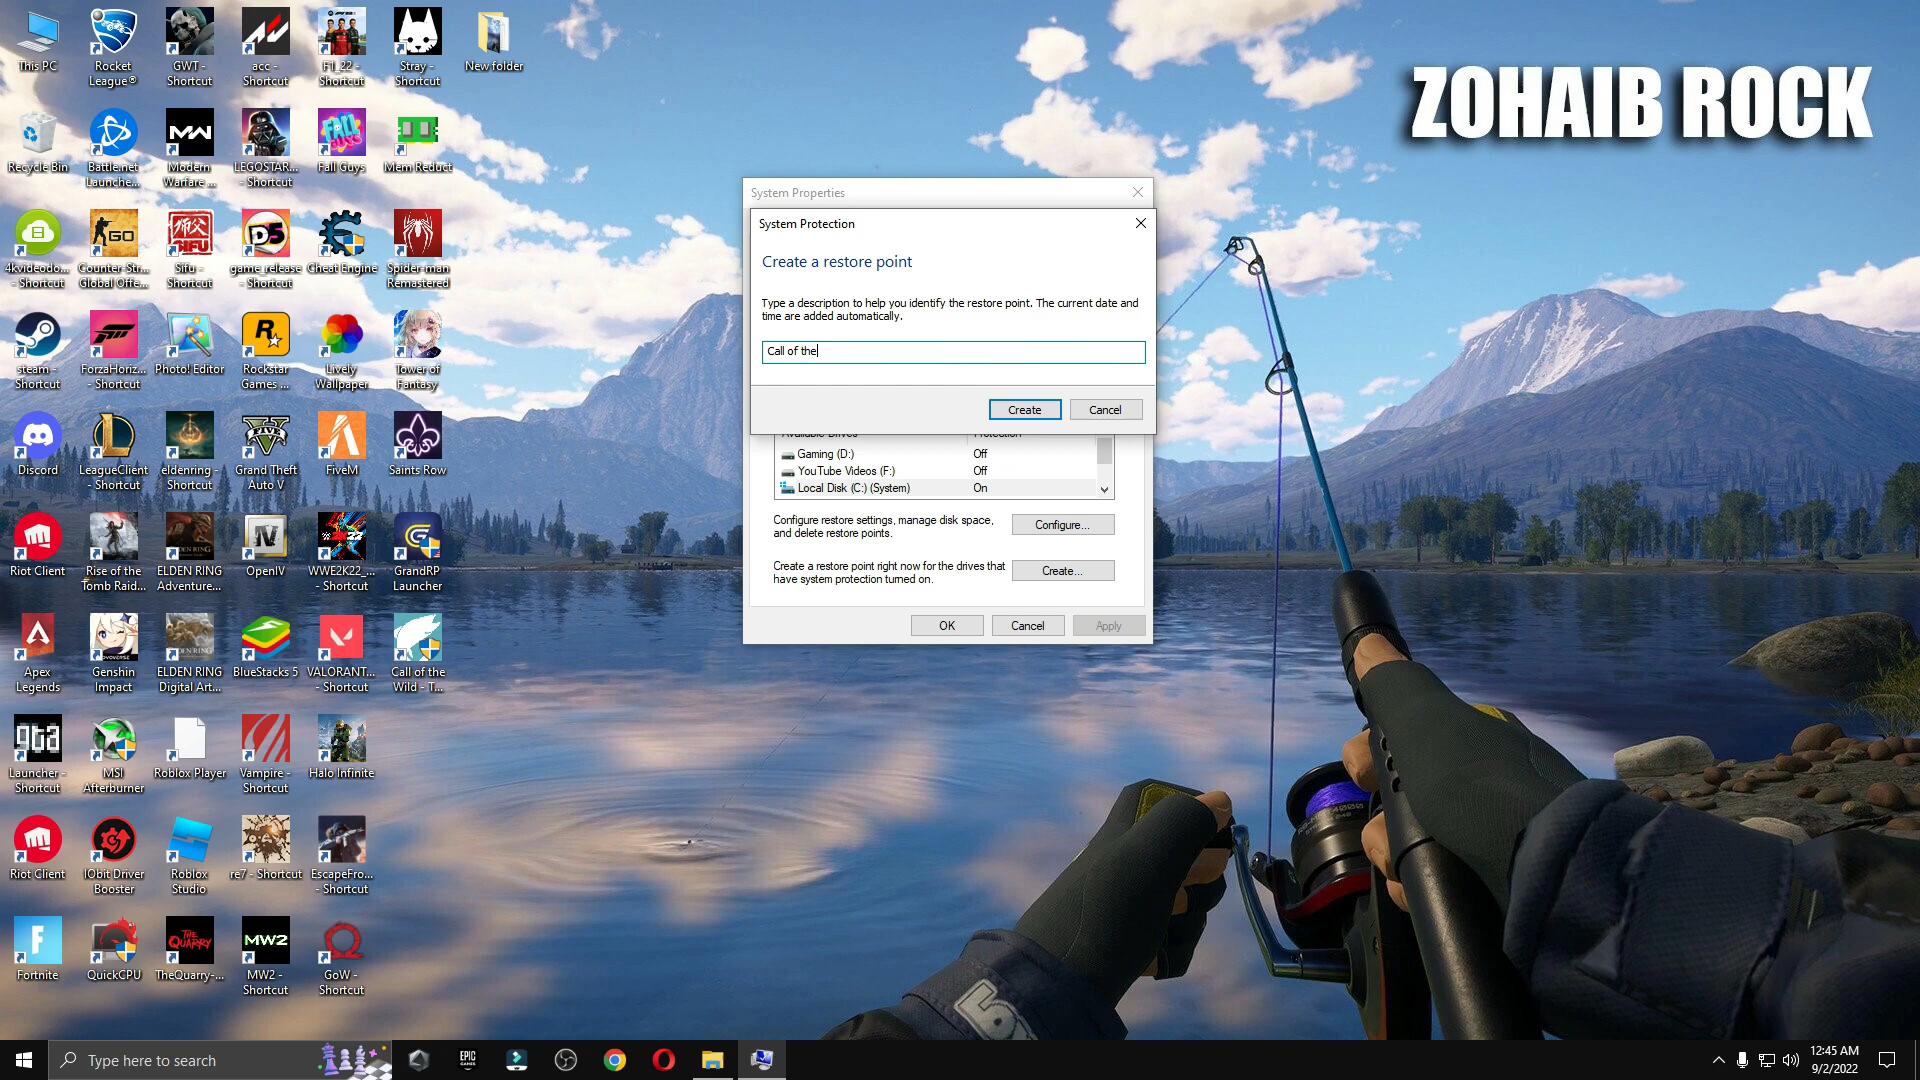 This PC
Rocket
League®
GWT -
Shortcut
acc -
Shortcut
F1_22 -
Shortcut
Stray -
Shortcut
New folder
ZOHAIB ROCK
Recycle Bin
Battle.net
Launche...
Modern
Warfare ...
LEGOSTAR...
- Shortcut
Fall Guys
Mem Reduct
4kvideodo...
- Shortcut
Counter-Str...
Global Offe...
Sifu -
Shortcut
game_release
- Shortcut
Cheat Engine
Spider-man
Remastered
steam -
Shortcut
ForzaHoriz...
- Shortcut
Photo! Editor
Rockstar
Games ...
Lively
Wallpaper
Tower of
Fantasy
Discord
LeagueClient
- Shortcut
eldenring -
Shortcut
Grand Theft
Auto V
FiveM
Saints Row
Riot Client
Rise of the
Tomb Raid...
ELDEN RING
Adventure...
OpenIV
WWE2K22_...
- Shortcut
GrandRP
Launcher
Apex
Legends
Genshin
Impact
ELDEN RING
Digital Art...
BlueStacks 5
VALORANT...
- Shortcut
Call of the
Wild - T...
Launcher -
Shortcut
MSI
Afterburner
Roblox Player
Vampire -
Shortcut
Halo Infinite
Riot Client
IObit Driver
Booster
Roblox
Studio
re7 - Shortcut
EscapeFro...
- Shortcut
Fortnite
QuickCPU
TheQuarry-...
MW2 -
Shortcut
GoW -
Shortcut
System Properties
System Protection
Create a restore point
Type a description to help you identify the restore point. The current date and
time are added automatically.
Call of the
Create
Cancel
Available Drives
Protection
Gaming (D:)
Off
YouTube Videos (F:)
Off
Local Disk (C:) (System)
On
Configure restore settings, manage disk space,
and delete restore points.
Configure...
Create a restore point right now for the drives that
have system protection turned on.
Create...
OK
Cancel
Apply
Type here to search
12:45 AM
9/2/2022